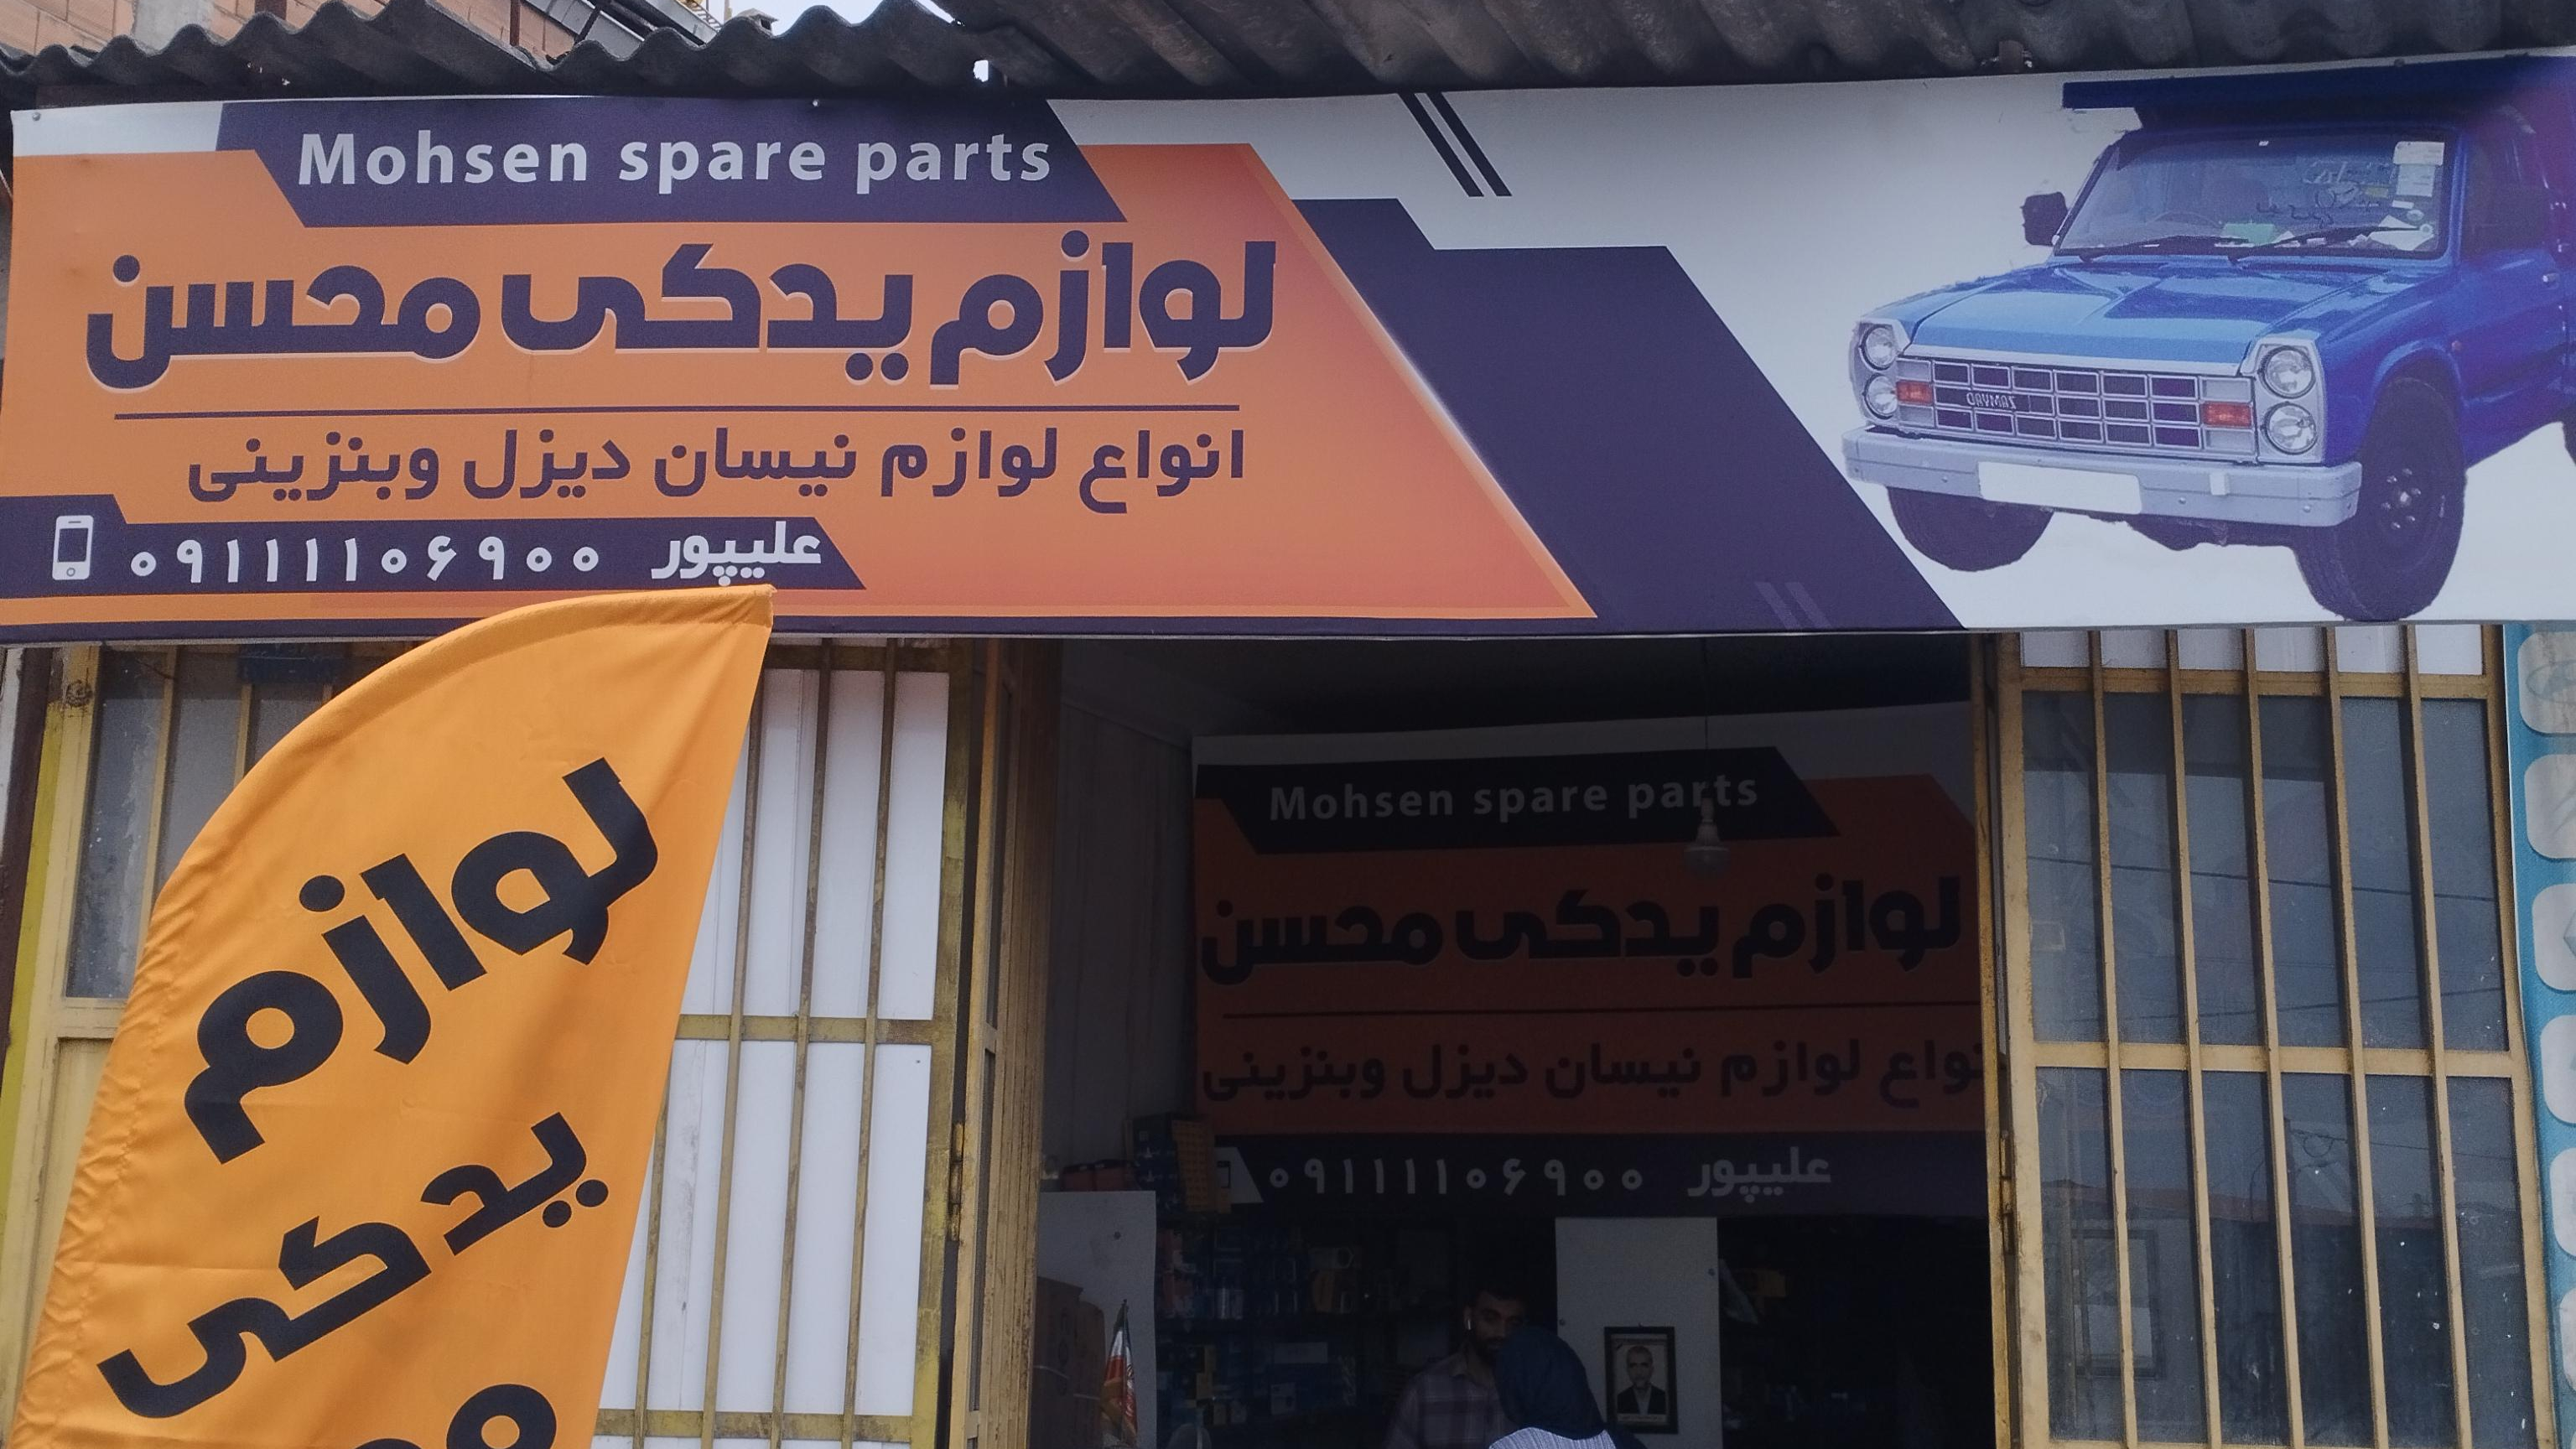 Mohsen spare parts
لوازم یدکی محسن
انواع لوازم نیسان دیزل وبنزینی
۰۹۱۱۱۱۰۶۹۰۰ علیپور
لوازم
یدکی
Mohsen spare parts
لوازم یدکی محسن
انواع لوازم نیسان دیزل وبنزینی
۰۹۱۱۱۱۰۶۹۰۰ علیپور